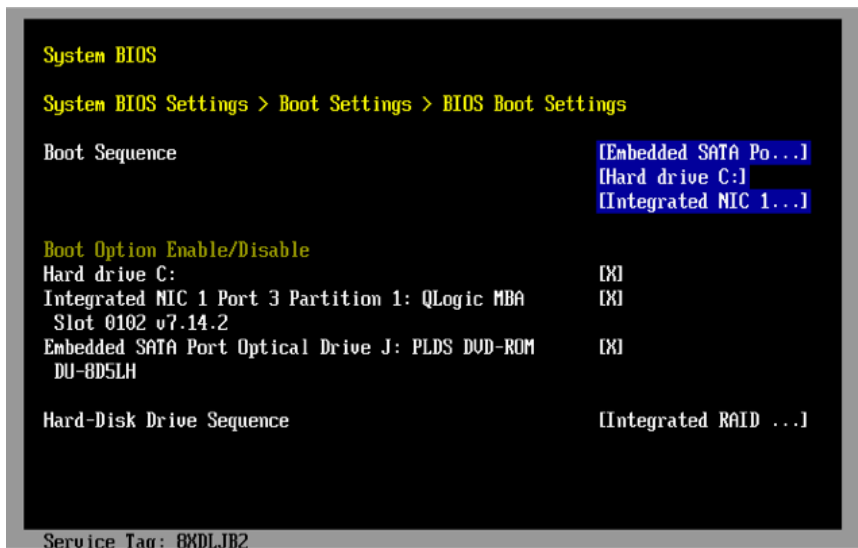 System BIOS
System BIOS Settings > Boot Settings > BIOS Boot Settings
Boot Sequence [Embedded SATA Po...]
[Hard drive C:]
[Integrated NIC 1...]
Boot Option Enable/Disable
Hard drive C: [X]
Integrated NIC 1 Port 3 Partition 1: QLogic MBA [X]
Slot 0102 v7.14.2
Embedded SATA Port Optical Drive J: PLDS DVD-ROM [X]
DU-8D5LH
Hard-Disk Drive Sequence [Integrated RAID ...]
Service Tag: 8XDLJB2